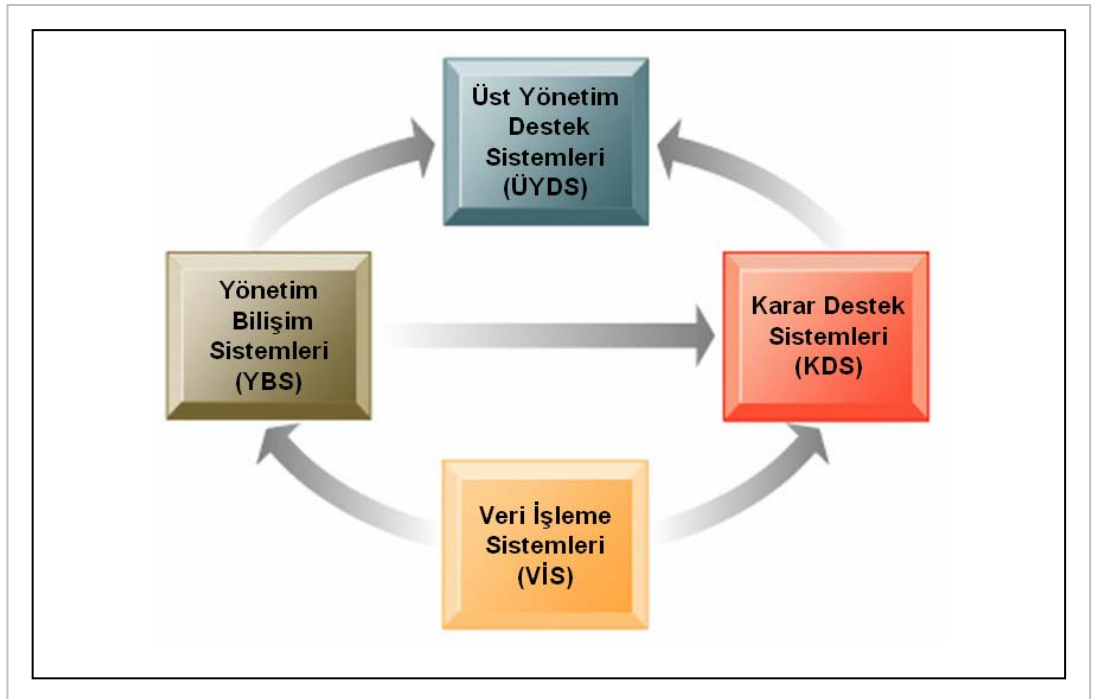 Üst Yönetim
Destek
Sistemleri
(ÜYDS)
Yönetim
Bilişim
Sistemleri
(YBS)
Karar Destek
Sistemleri
(KDS)
Veri İşleme
Sistemleri
(VİS)